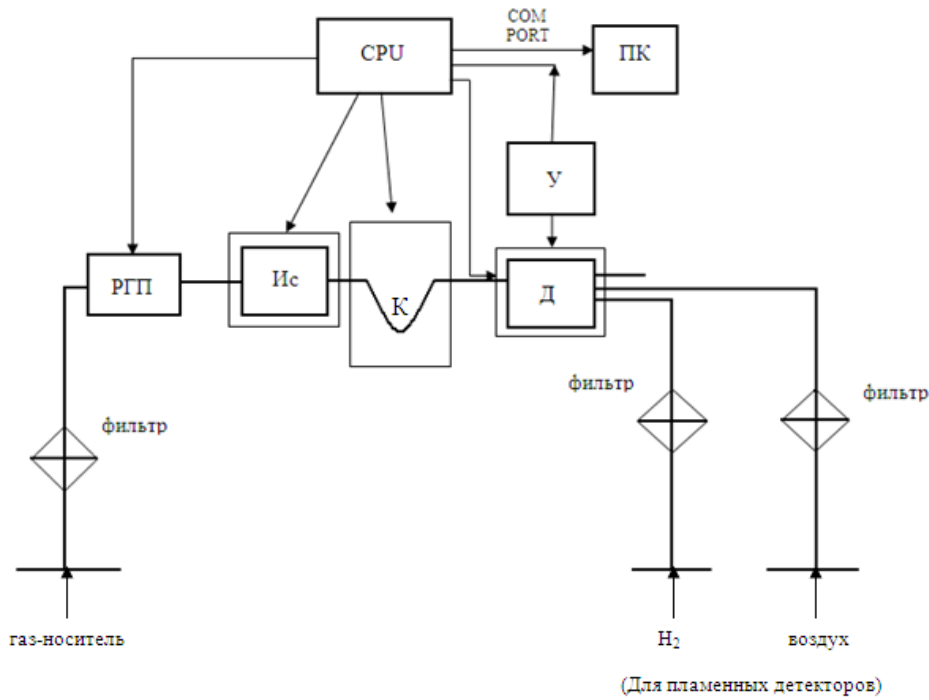 COM
PORT
CPU
ПК
У
РГП
Ис
К
Д
фильтр
фильтр
фильтр
газ-носитель
H₂
воздух
(Для пламенных детекторов)